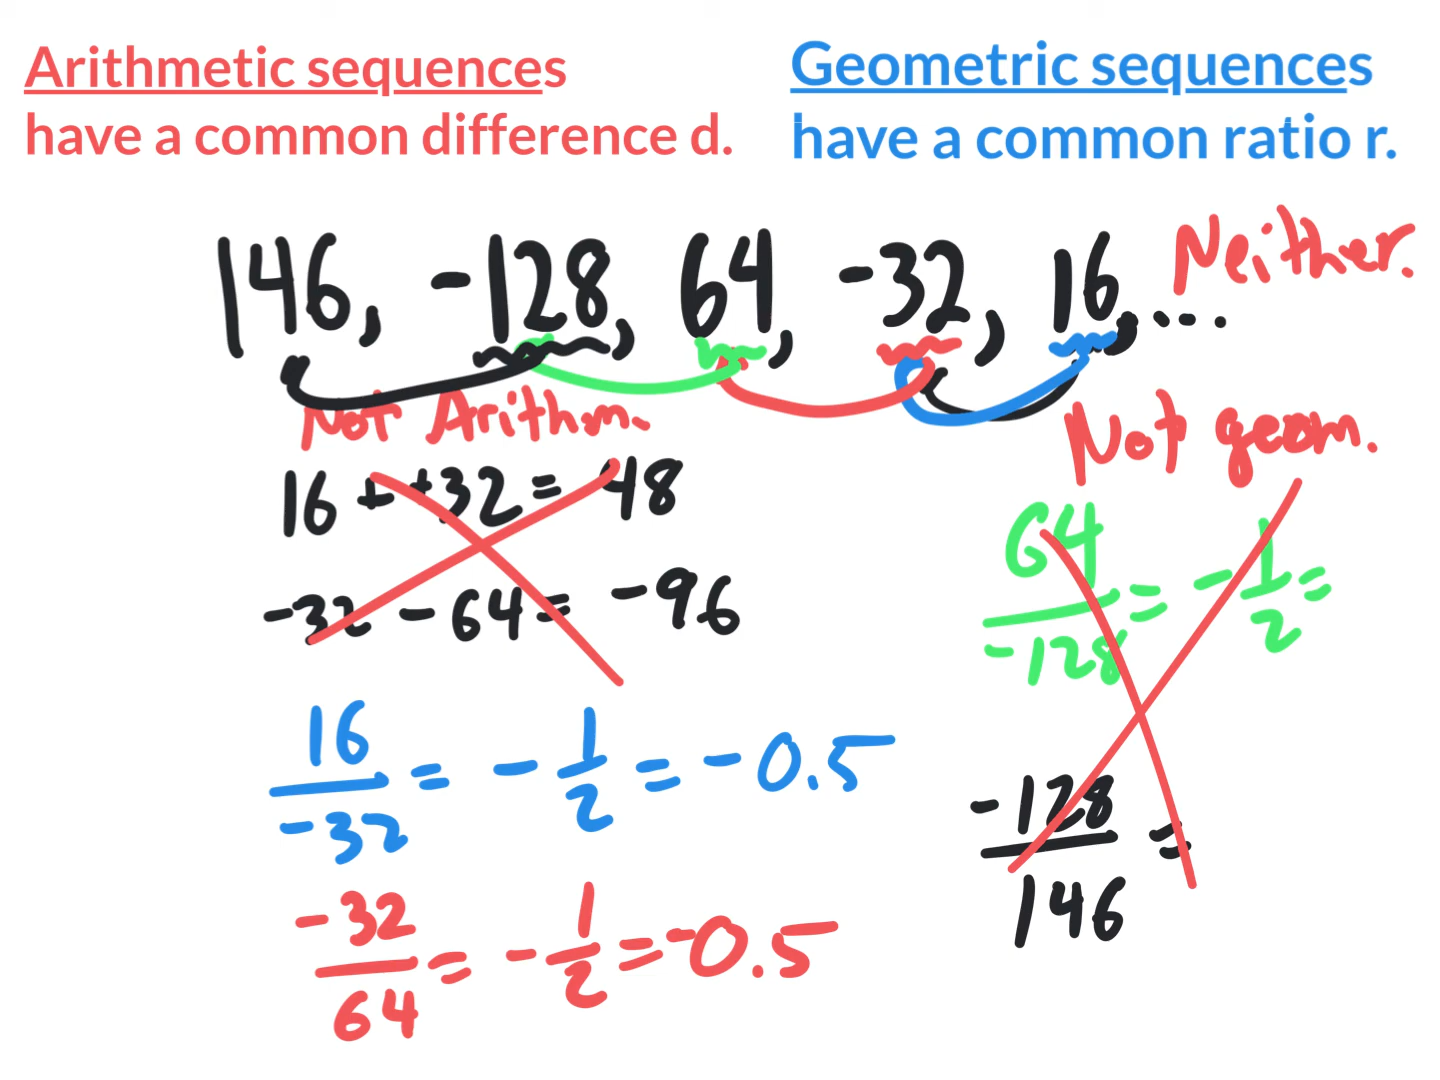 Arithmetic sequences
have a common difference d.
Geometric sequences
have a common ratio r.
146, -128, 64, -32, 16, ... Neither.
Not Arithm.
16 + +32 = 48
-32 - 64 = -96
16/-32 = -1/2 = -0.5
-32/64 = -1/2 = -0.5
Not geom.
64/-128 = -1/2 =
-128/146 =